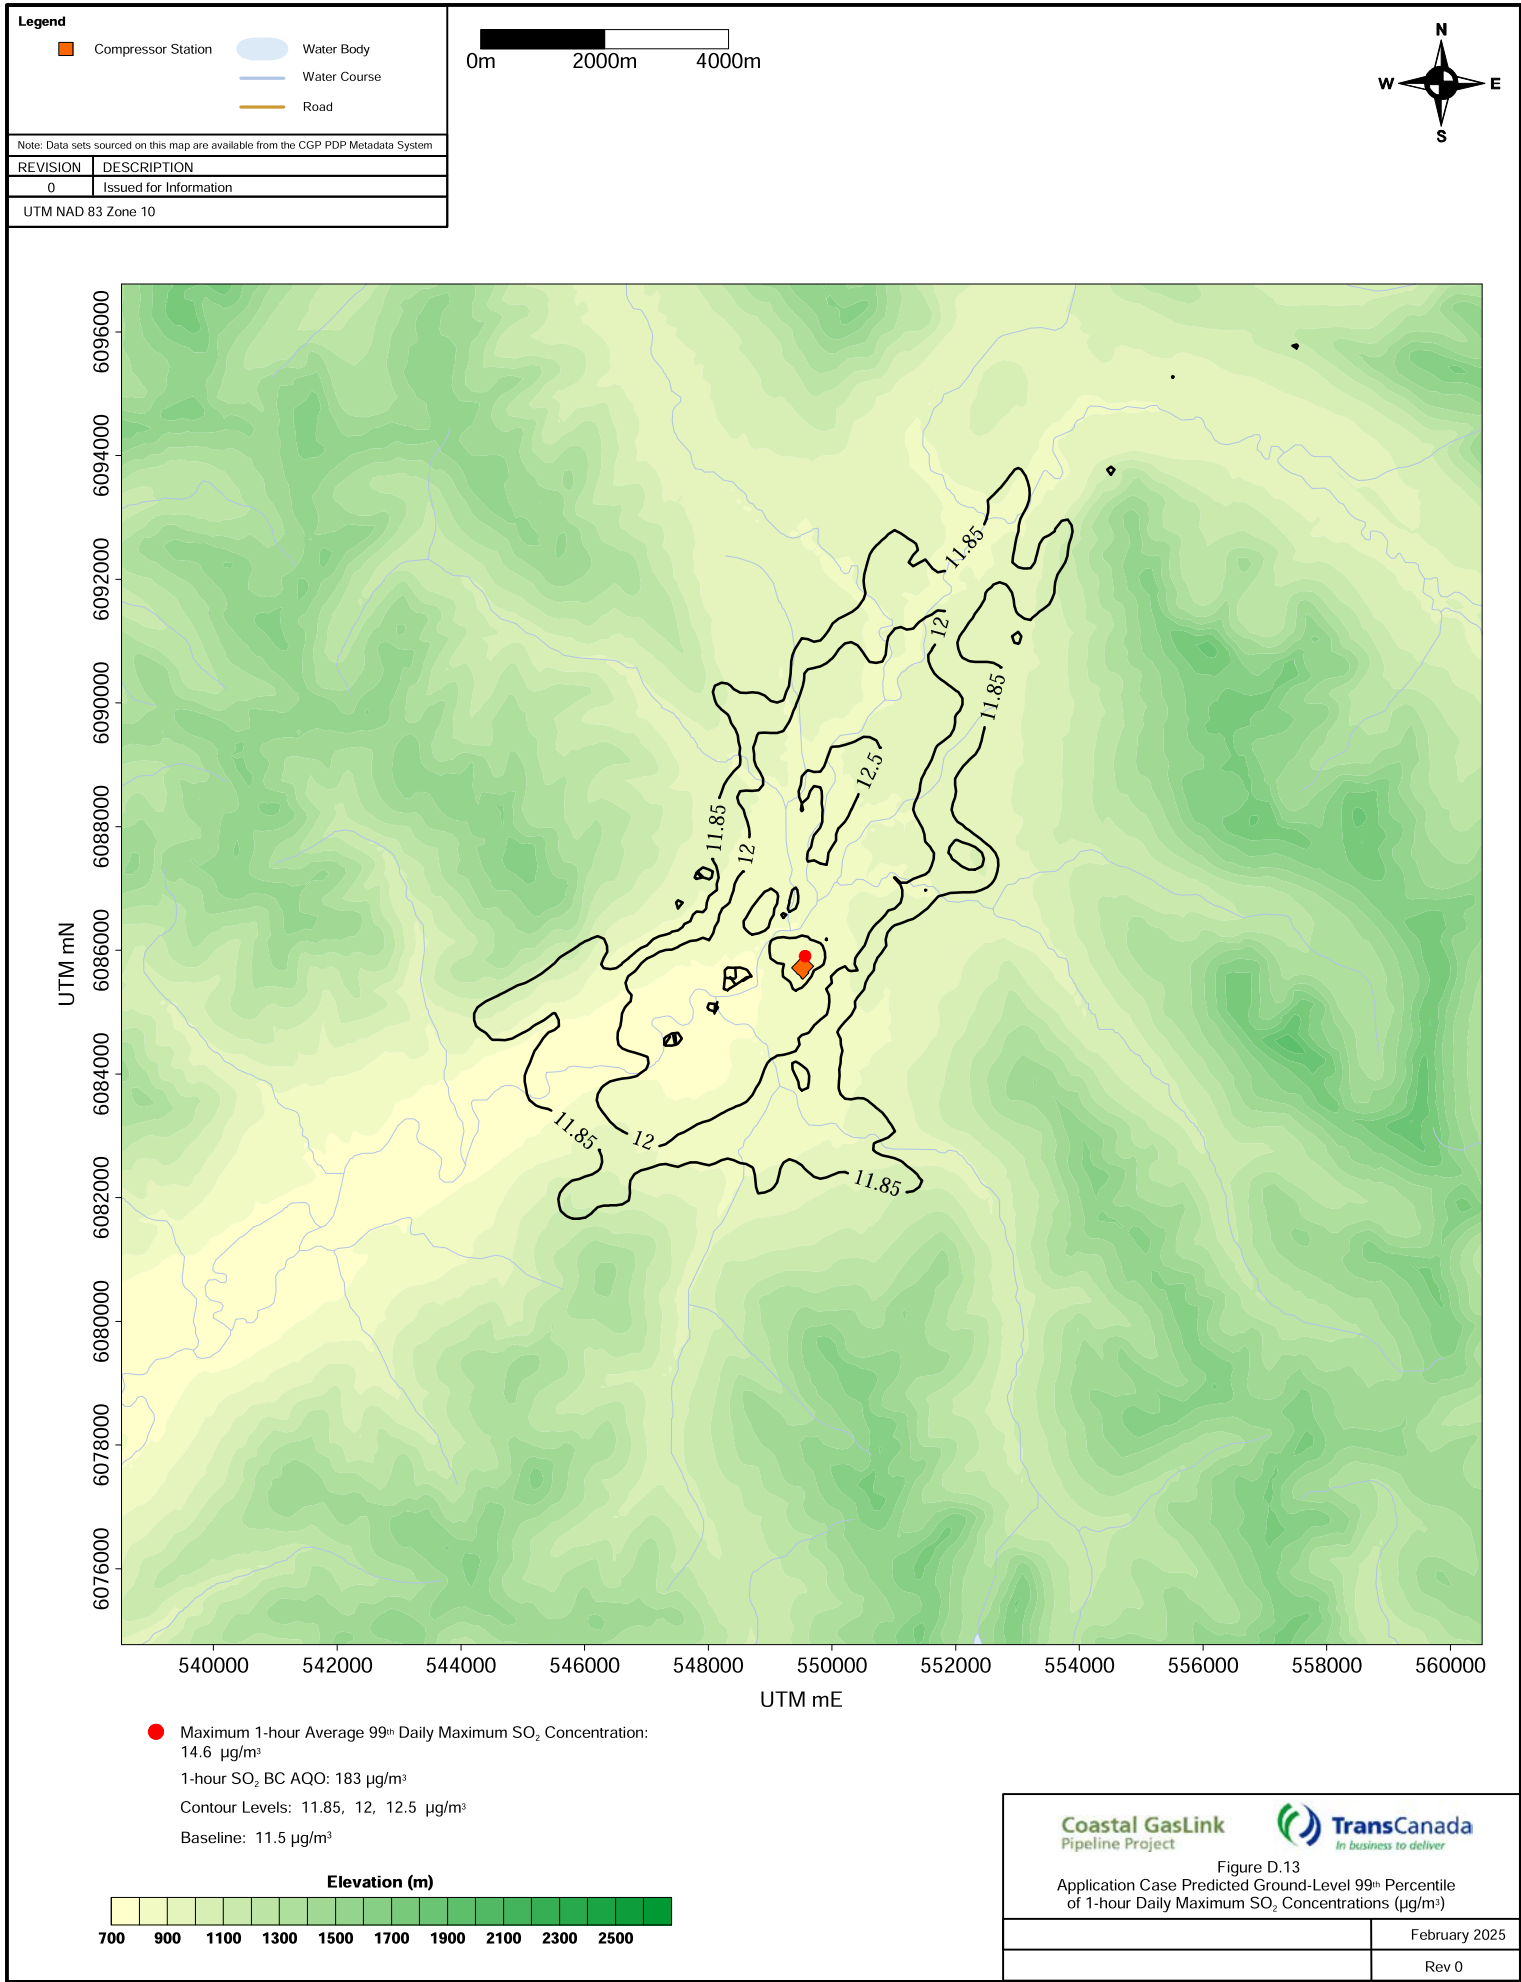 Legend
Compressor Station
Water Body
Water Course
Road
Note: Data sets sourced on this map are available from the CGP PDP Metadata System
REVISION DESCRIPTION
0 Issued for Information
UTM NAD 83 Zone 10
0m 2000m 4000m
N
W E
S
6096000
6094000
6092000
6090000
6088000
6086000
6084000
6082000
6080000
6078000
6076000
UTM mN
11.85
12
11.85
12.5
11.85
12
11.85
12
11.85
540000 542000 544000 546000 548000 550000 552000 554000 556000 558000 560000
UTM mE
Maximum 1-hour Average 99th Daily Maximum SO2 Concentration:
14.6 µg/m3
1-hour SO2 BC AQO: 183 µg/m3
Contour Levels: 11.85, 12, 12.5 µg/m3
Baseline: 11.5 µg/m3
Elevation (m)
700 900 1100 1300 1500 1700 1900 2100 2300 2500
Coastal GasLink
Pipeline Project
TransCanada
In business to deliver
Figure D.13
Application Case Predicted Ground-Level 99th Percentile
of 1-hour Daily Maximum SO2 Concentrations (µg/m3)
February 2025
Rev 0